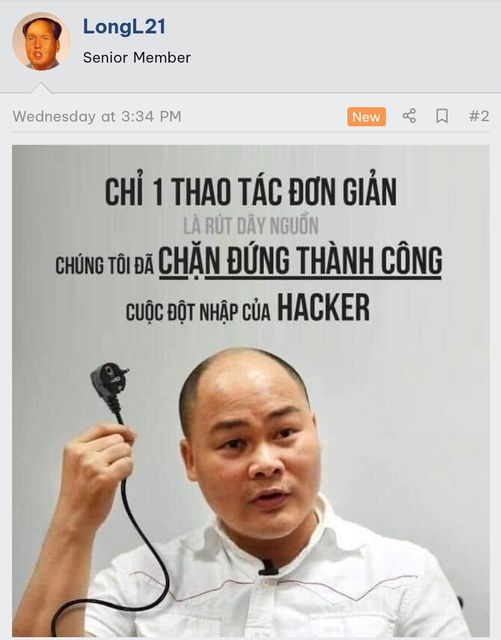 LongL21
Senior Member
Wednesday at 3:34 PM
New
#2
CHỈ 1 THAO TÁC ĐƠN GIẢN
LÀ RÚT DÂY NGUỒN
CHÚNG TÔI ĐÃ CHẶN ĐỨNG THÀNH CÔNG
CUỘC ĐỘT NHẬP CỦA HACKER